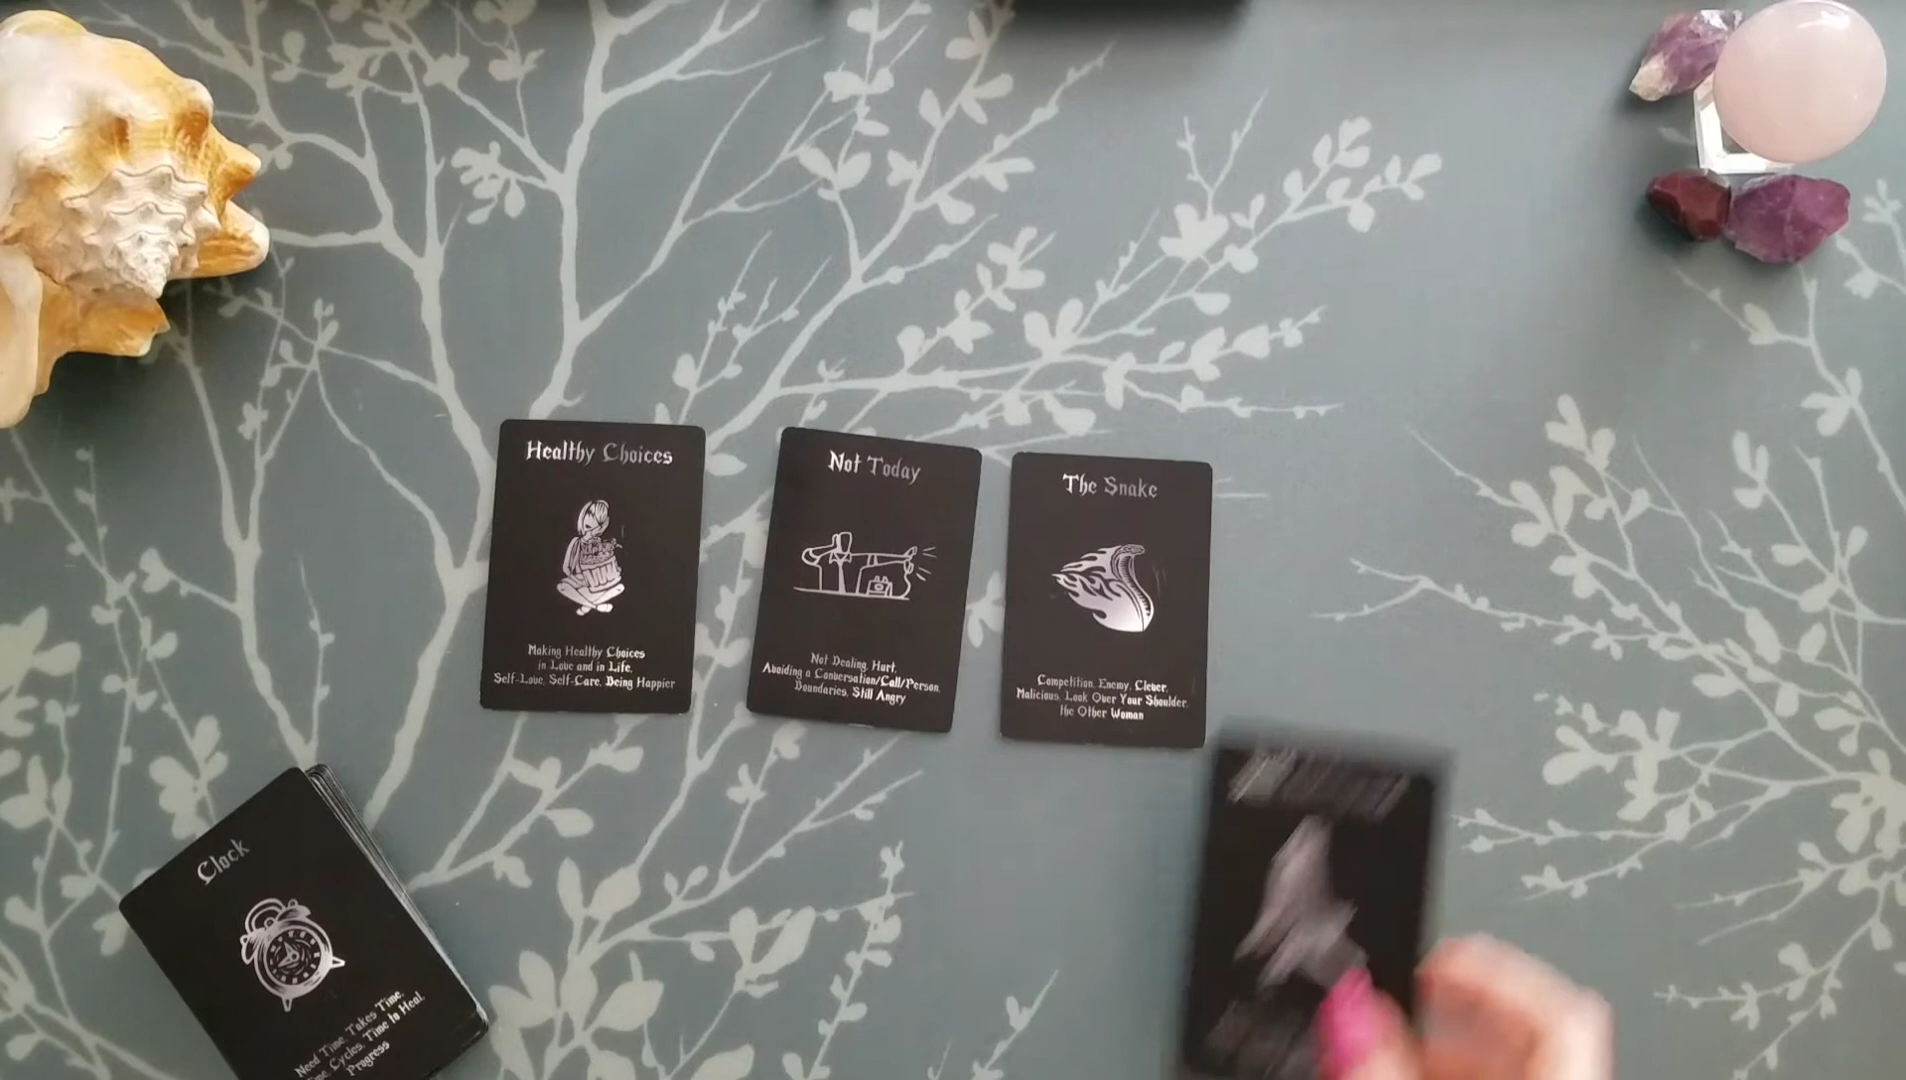 Healthy Choices
Making Healthy Choices
in Love and in Life,
Self-Love, Self-Care, Being Happier
Not Today
Not Dealing, Hurt,
Avoiding a Conversation/Call/Person,
Boundaries, Still Angry
The Snake
Competition, Enemy, Clever,
Malicious, Look Over Your Shoulder,
the Other Woman
Clock
Need Time, Takes Time,
Cycles, Time to Heal,
Progress